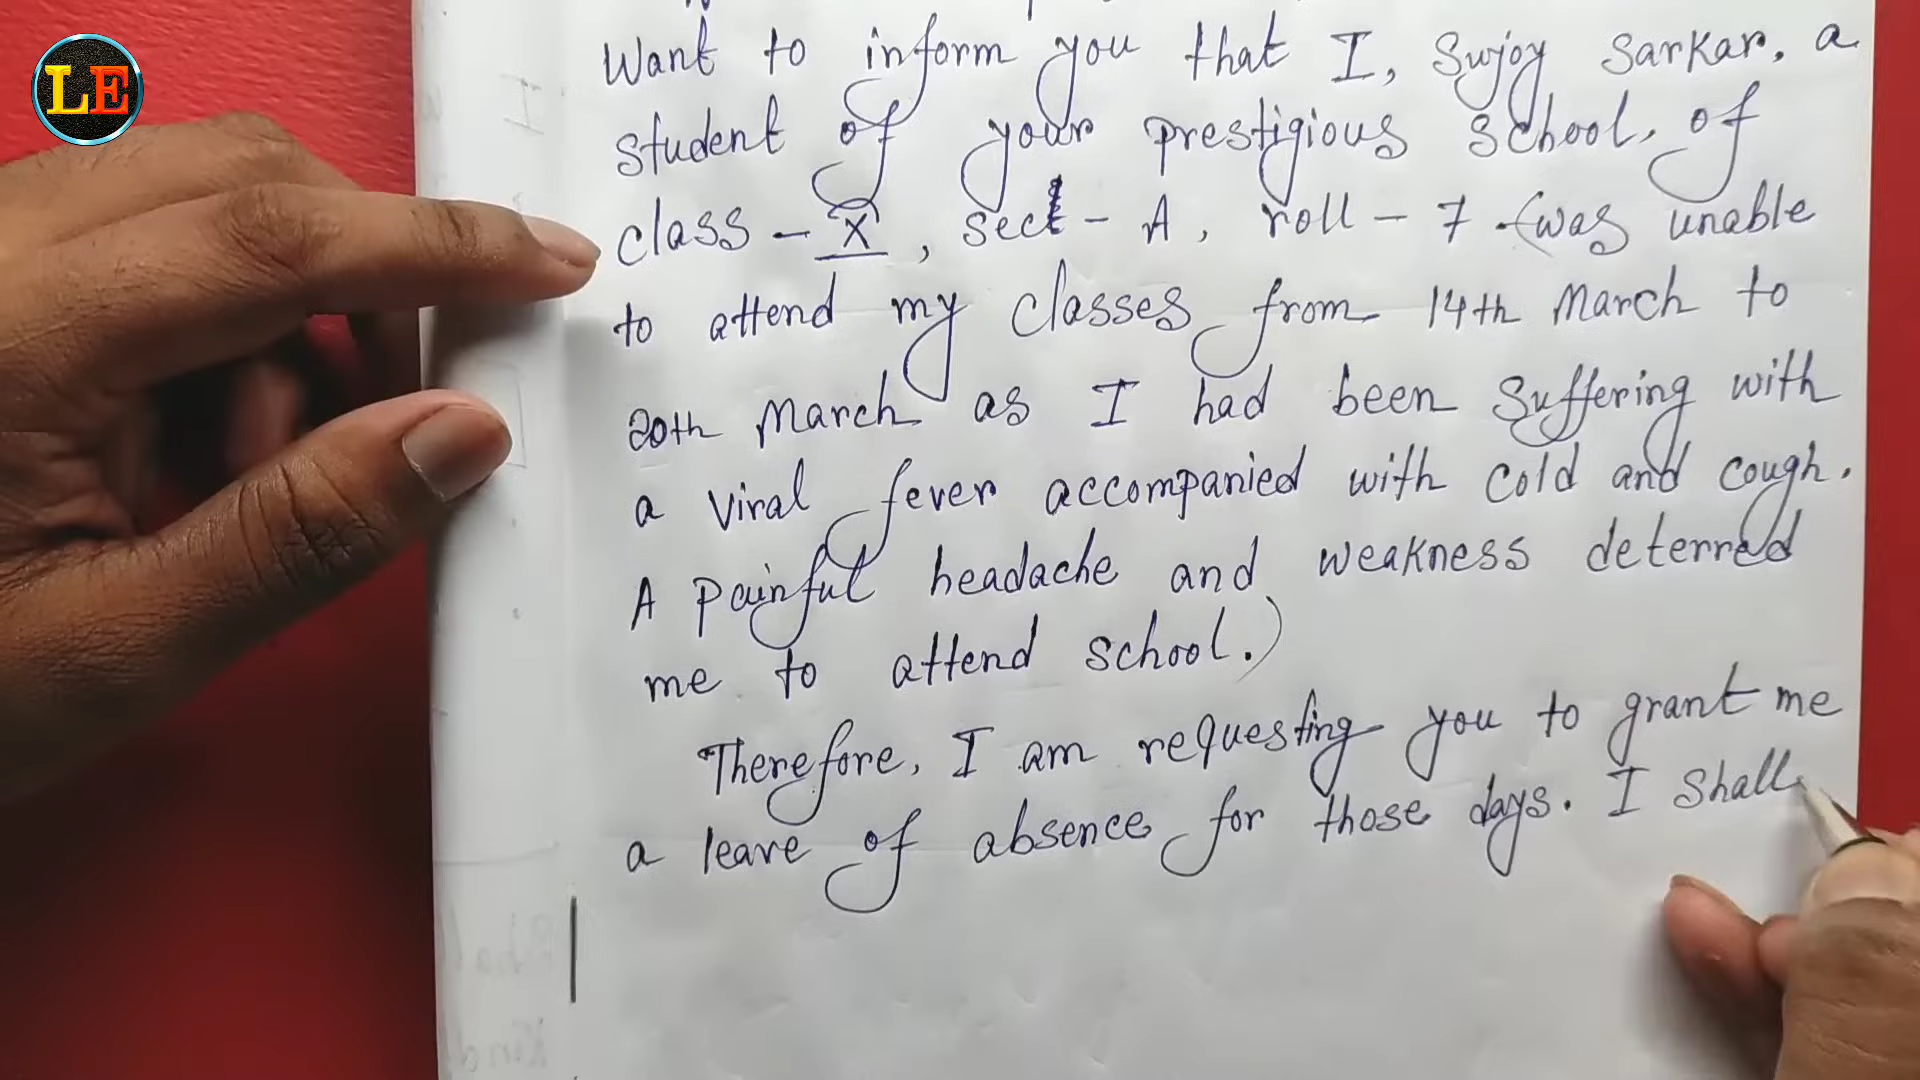 LE
Want to inform you that I, Sujoy Sarkar, a
student of your prestigious school, of
class - X, sect - A, roll - 7 (was unable
to attend my classes from 14th March to
20th March as I had been suffering with
a viral fever accompanied with cold and cough.
A painful headache and weakness deterred
me to attend school.)
Therefore, I am requesting you to grant me
a leave of absence for those days. I shall